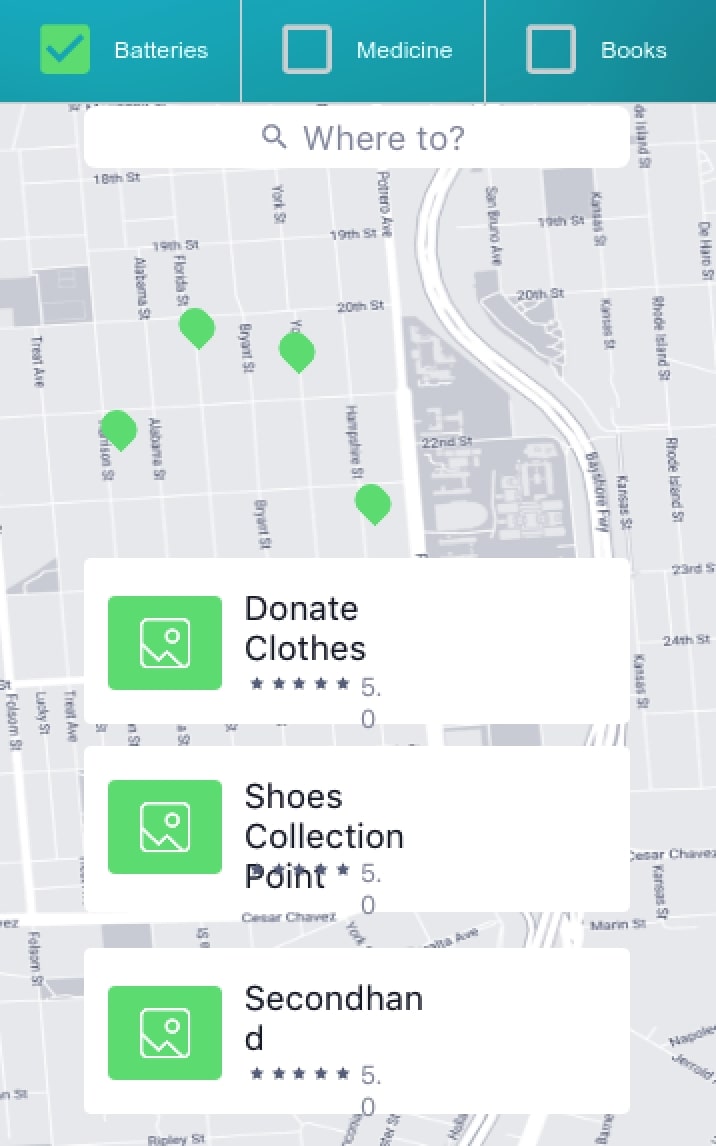 Batteries
Medicine
Books
Where to?
18th St
York St
Potrero Ave
San Bruno Ave
Kansas St
De Haro St
19th St
19th St
19th St
Alabama St
Florida St
20th St
20th St
Kansas St
Rhode Island St
Treat Ave
Bryant St
Alabama St
Hampshire St
22nd St
Bayshore Fwy
Kansas St
Rhode Island St
Bryant St
23rd S
24th St
Donate
Clothes
5.
0
Kansas St
Folsom St
Lucky St
Treat Ave
Shoes
Collection
Point
5.
0
Cesar Chavez
Kansas St
Cesar Chavez
Marin St
Folsom St
Secondhan
d
5.
0
Napole
Jerrold
Ripley St